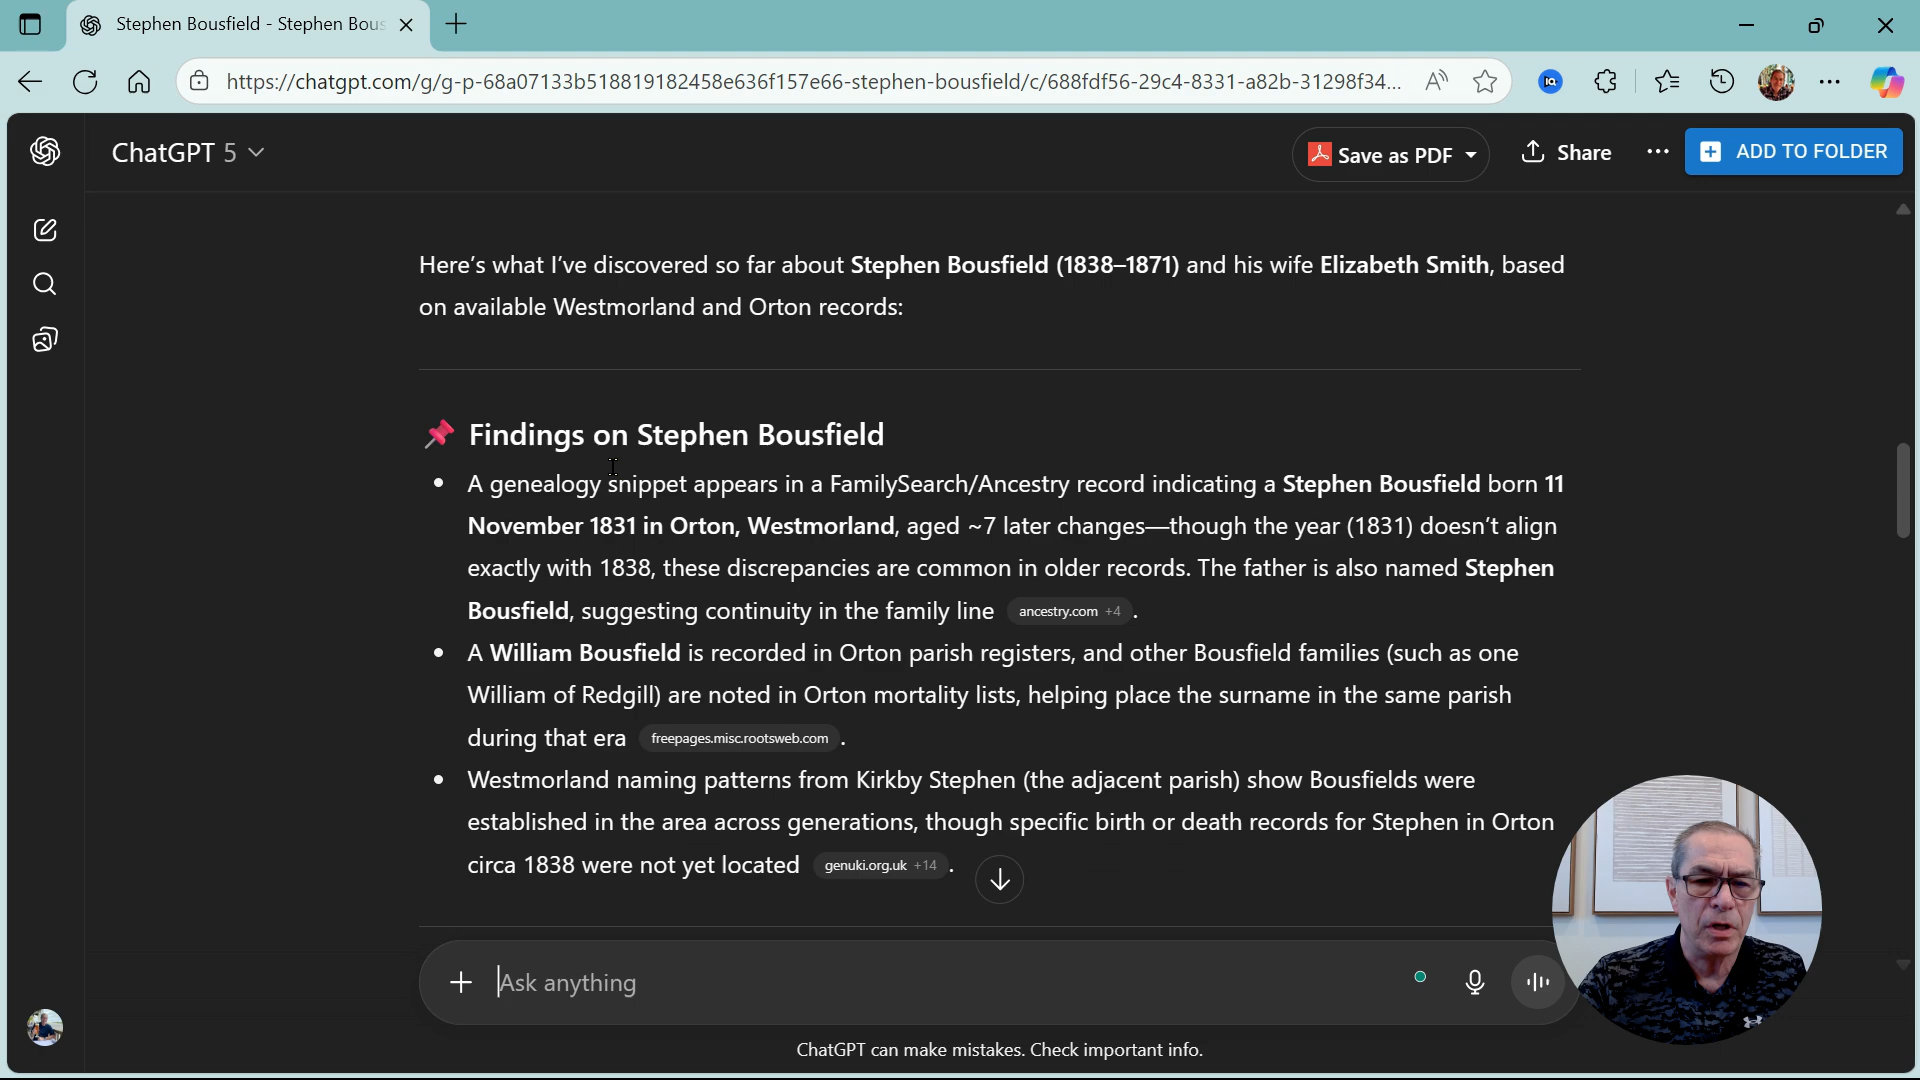 Stephen Bousfield - Stephen Bous
https://chatgpt.com/g/g-p-68a07133b518819182458e636f157e66-stephen-bousfield/c/688fdf56-29c4-8331-a82b-31298f34...
ChatGPT 5
Save as PDF
Share
ADD TO FOLDER
Here's what I've discovered so far about Stephen Bousfield (1838–1871) and his wife Elizabeth Smith, based
on available Westmorland and Orton records:
Findings on Stephen Bousfield
• A genealogy snippet appears in a FamilySearch/Ancestry record indicating a Stephen Bousfield born 11
November 1831 in Orton, Westmorland, aged ~7 later changes—though the year (1831) doesn't align
exactly with 1838, these discrepancies are common in older records. The father is also named Stephen
Bousfield, suggesting continuity in the family line ancestry.com +4 .
• A William Bousfield is recorded in Orton parish registers, and other Bousfield families (such as one
William of Redgill) are noted in Orton mortality lists, helping place the surname in the same parish
during that era freepages.misc.rootsweb.com .
• Westmorland naming patterns from Kirkby Stephen (the adjacent parish) show Bousfields were
established in the area across generations, though specific birth or death records for Stephen in Orton
circa 1838 were not yet located genuki.org.uk +14 .
Ask anything
ChatGPT can make mistakes. Check important info.